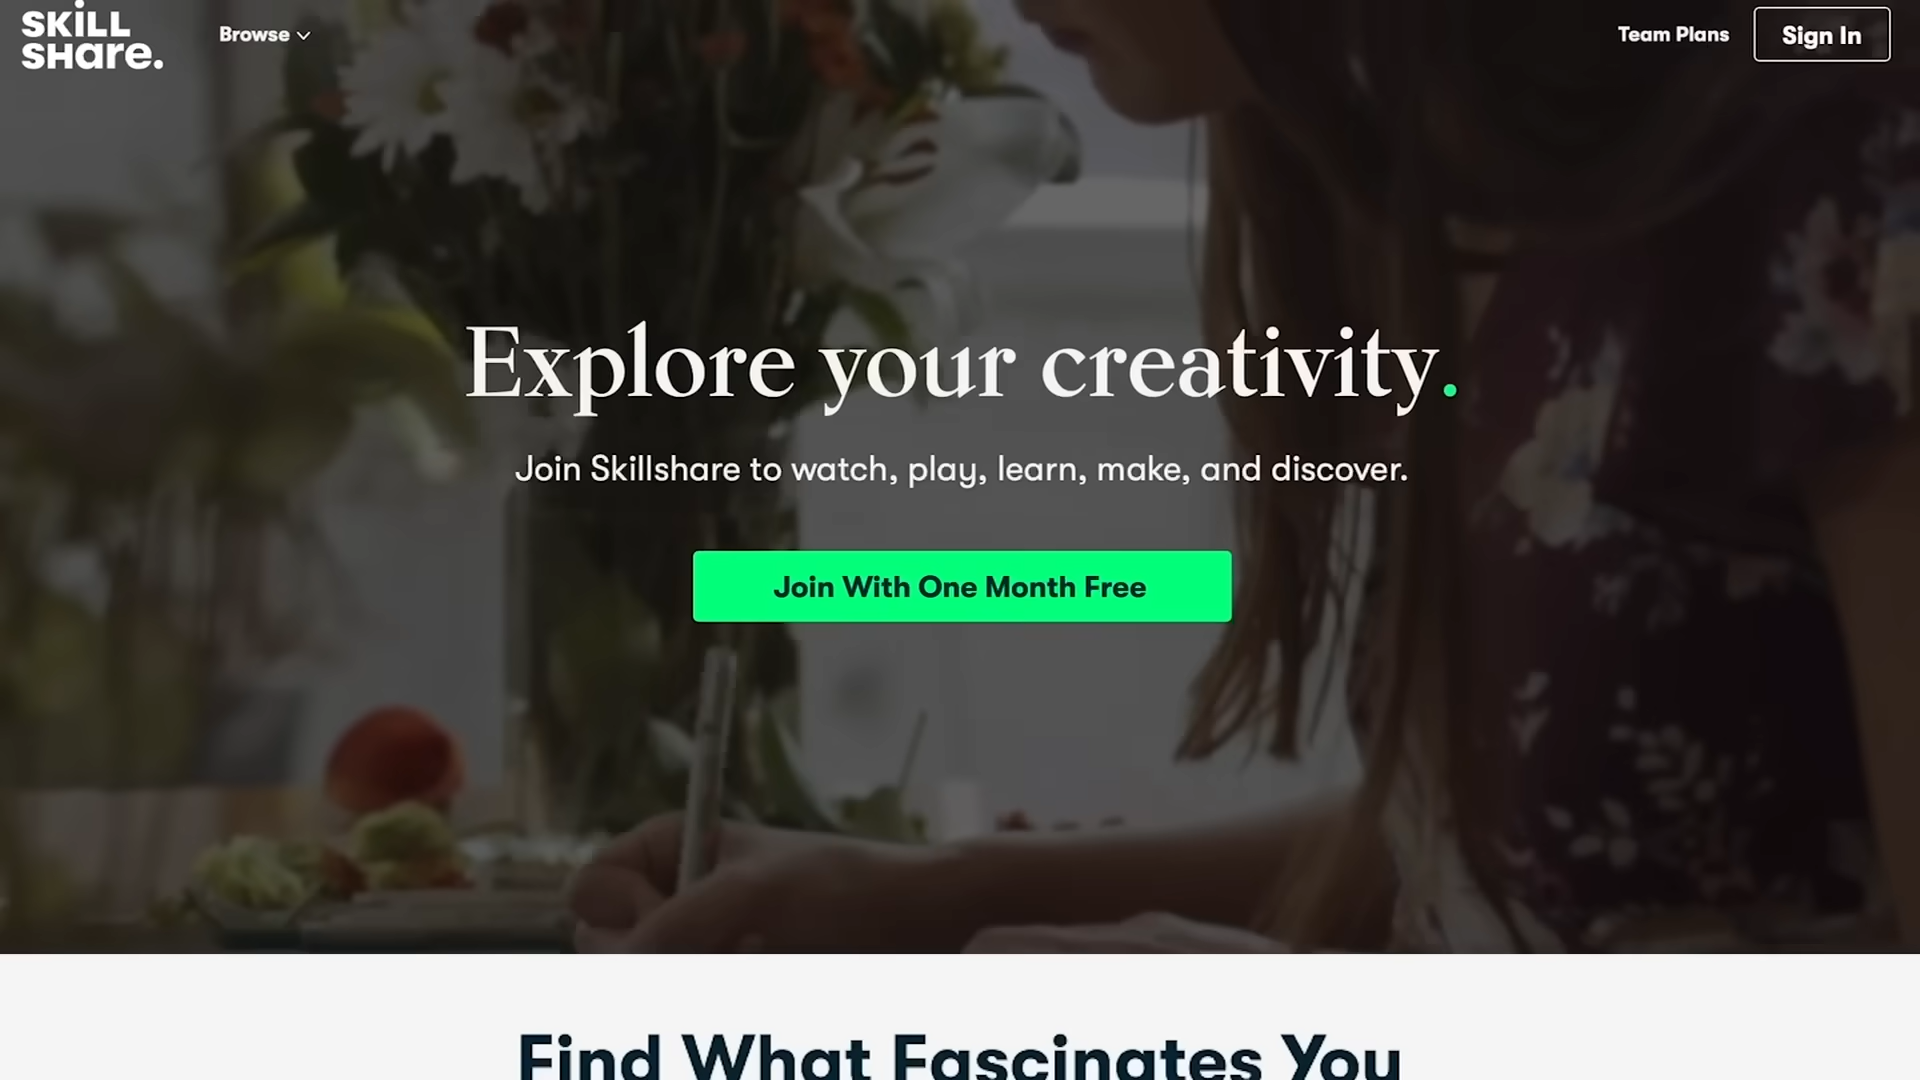 SKiLL
SHare.
Browse
Team Plans
Sign In
Explore your creativity.
Join Skillshare to watch, play, learn, make, and discover.
Join With One Month Free
Find What Fascinates You